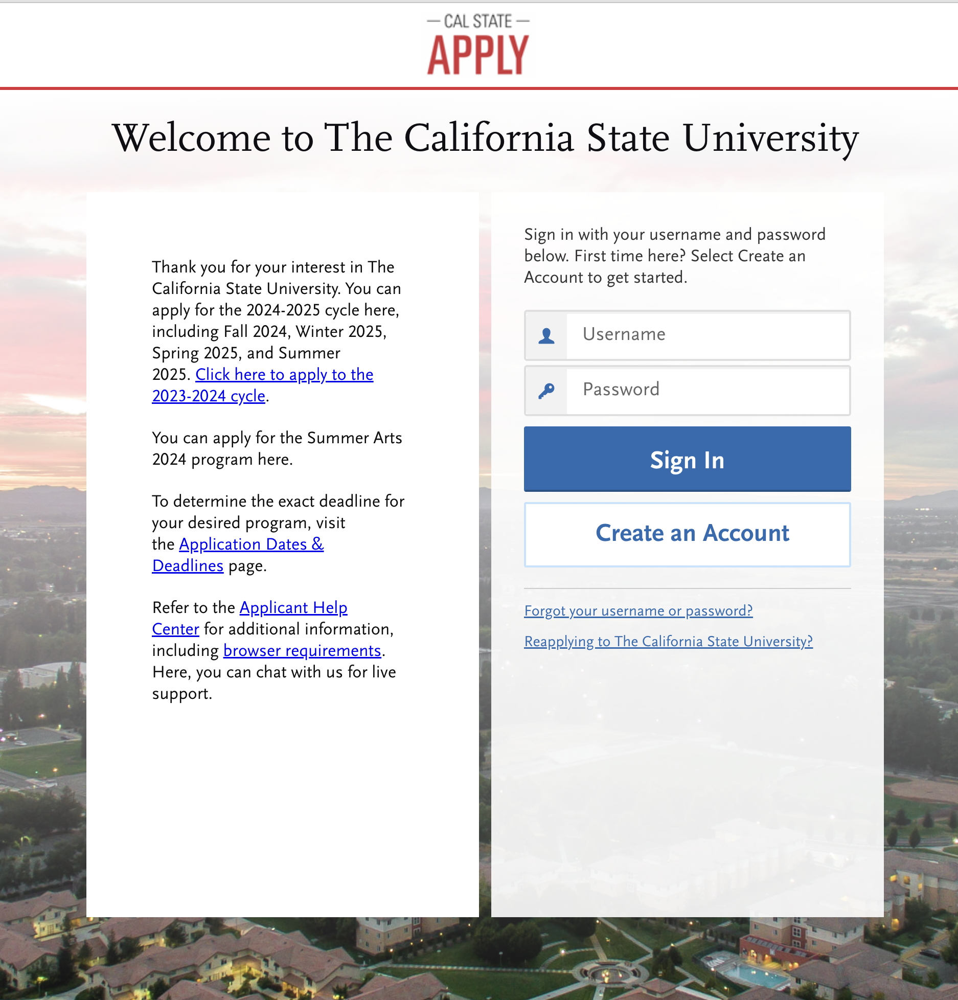 — CAL STATE —
APPLY
Welcome to The California State University
Thank you for your interest in The
California State University. You can
apply for the 2024-2025 cycle here,
including Fall 2024, Winter 2025,
Spring 2025, and Summer
2025. Click here to apply to the
2023-2024 cycle.
You can apply for the Summer Arts
2024 program here.
To determine the exact deadline for
your desired program, visit
the Application Dates &
Deadlines page.
Refer to the Applicant Help
Center for additional information,
including browser requirements.
Here, you can chat with us for live
support.
Sign in with your username and password
below. First time here? Select Create an
Account to get started.
Username
Password
Sign In
Create an Account
Forgot your username or password?
Reapplying to The California State University?